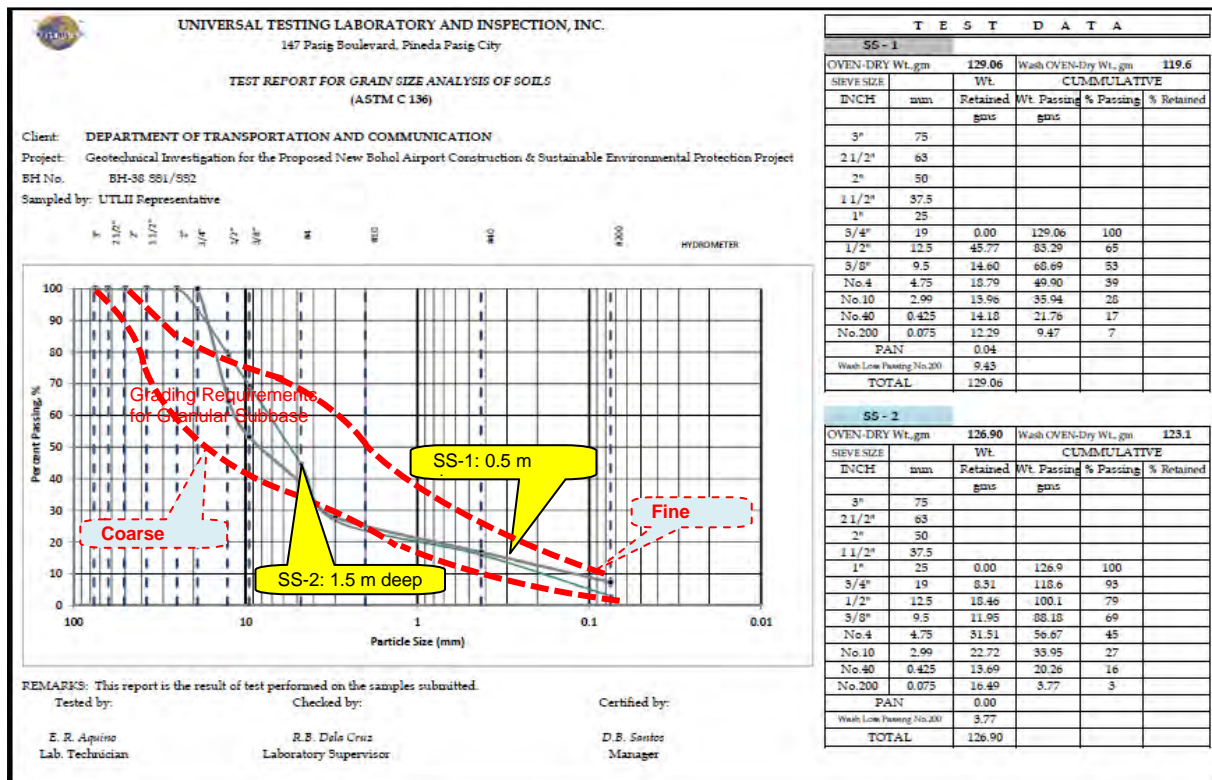 UNIVERSAL TESTING LABORATORY AND INSPECTION, INC.
147 Pasig Boulevard, Pineda Pasig City
TEST REPORT FOR GRAIN SIZE ANALYSIS OF SOILS
(ASTM C 136)
Client: DEPARTMENT OF TRANSPORTATION AND COMMUNICATION
Project: Geotechnical Investigation for the Proposed New Bohol Airport Construction & Sustainable Environmental Protection Project
BH No. BH-38 SS1/SS2
Sampled by: UTLII Representative
3" 2 1/2" 2" 1 1/2" 1" 3/4" 1/2" 3/8" #4 #10 #40 #200 HYDROMETER
100
90
80
70
60
50
40
30
20
10
0
Percent Passing, %
Grading Requirements
for Granular Subbase
SS-1: 0.5 m
Coarse
Fine
SS-2: 1.5 m deep
100 10 1 0.1 0.01
Particle Size (mm)
REMARKS: This report is the result of test performed on the samples submitted.
Tested by: Checked by: Certified by:
E. R. Aquino R.B. Dela Cruz D.B. Santos
Lab. Technician Laboratory Supervisor Manager
T E S T D A T A
SS - 1
OVEN-DRY Wt.,gm 129.06 Wash OVEN-Dry Wt., gm 119.6
SIEVE SIZE Wt. CUMMULATIVE
INCH mm Retained Wt. Passing % Passing % Retained
gms gms
3" 75
2 1/2" 63
2" 50
1 1/2" 37.5
1" 25
3/4" 19 0.00 129.06 100
1/2" 12.5 45.77 83.29 65
3/8" 9.5 14.60 68.69 53
No.4 4.75 18.79 49.90 39
No.10 2.99 13.96 35.94 28
No.40 0.425 14.18 21.76 17
No.200 0.075 12.29 9.47 7
PAN 0.04
Wash Loss Passing No.200 9.43
TOTAL 129.06
SS - 2
OVEN-DRY Wt.,gm 126.90 Wash OVEN-Dry Wt., gm 123.1
SIEVE SIZE Wt. CUMMULATIVE
INCH mm Retained Wt. Passing % Passing % Retained
gms gms
3" 75
2 1/2" 63
2" 50
1 1/2" 37.5
1" 25 0.00 126.9 100
3/4" 19 8.31 118.6 93
1/2" 12.5 18.46 100.1 79
3/8" 9.5 11.95 88.18 69
No.4 4.75 31.51 56.67 45
No.10 2.99 22.72 33.95 27
No.40 0.425 13.69 20.26 16
No.200 0.075 16.49 3.77 3
PAN 0.00
Wash Loss Passing No.200 3.77
TOTAL 126.90